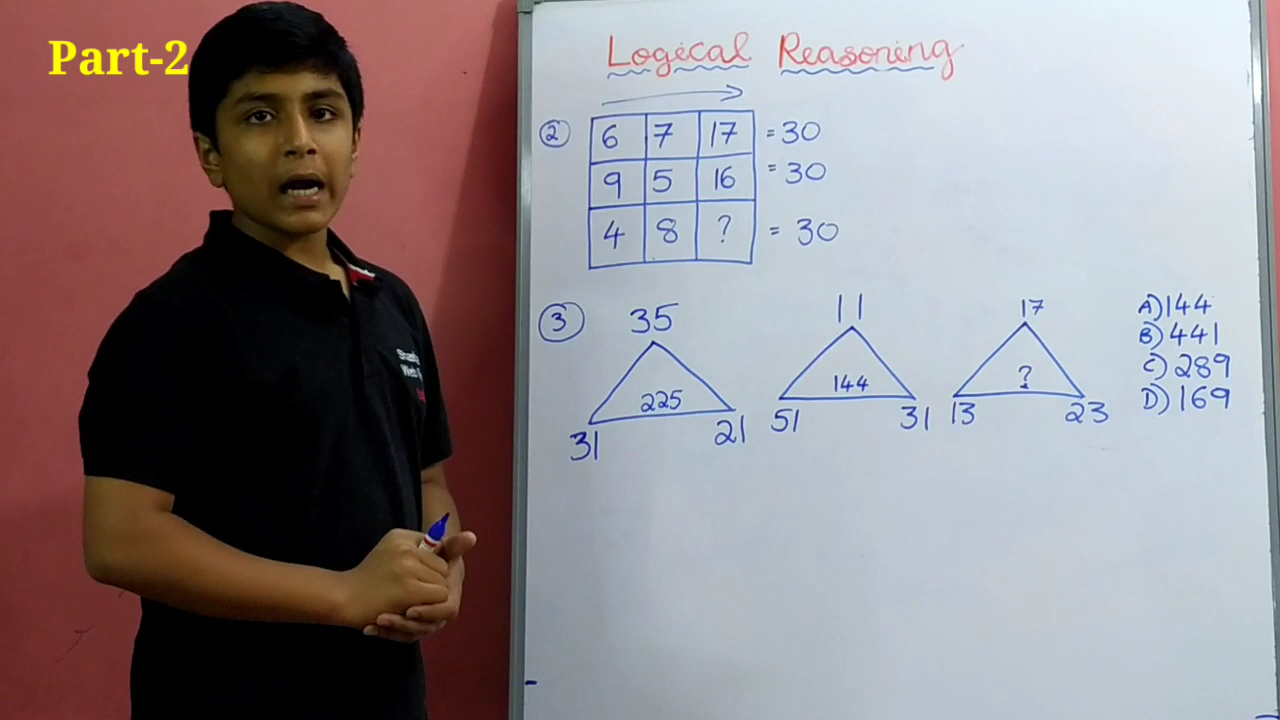 Part-2
Logical Reasoning
2 6 7 17 = 30
9 5 16 = 30
4 8 ? = 30
3 35 11 17
225 144 ?
31 21 51 31 13 23
A) 144
B) 441
C) 289
D) 169